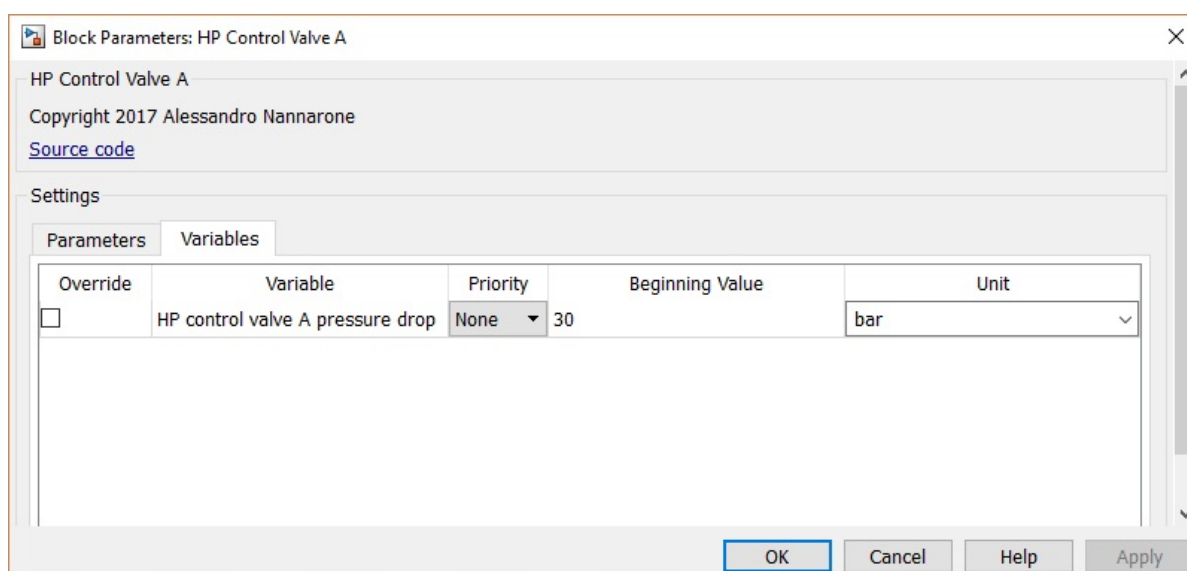 Block Parameters: HP Control Valve A
HP Control Valve A
Copyright 2017 Alessandro Nannarone
Source code
Settings
Parameters Variables
Override Variable Priority Beginning Value Unit
HP control valve A pressure drop None 30 bar
OK Cancel Help Apply